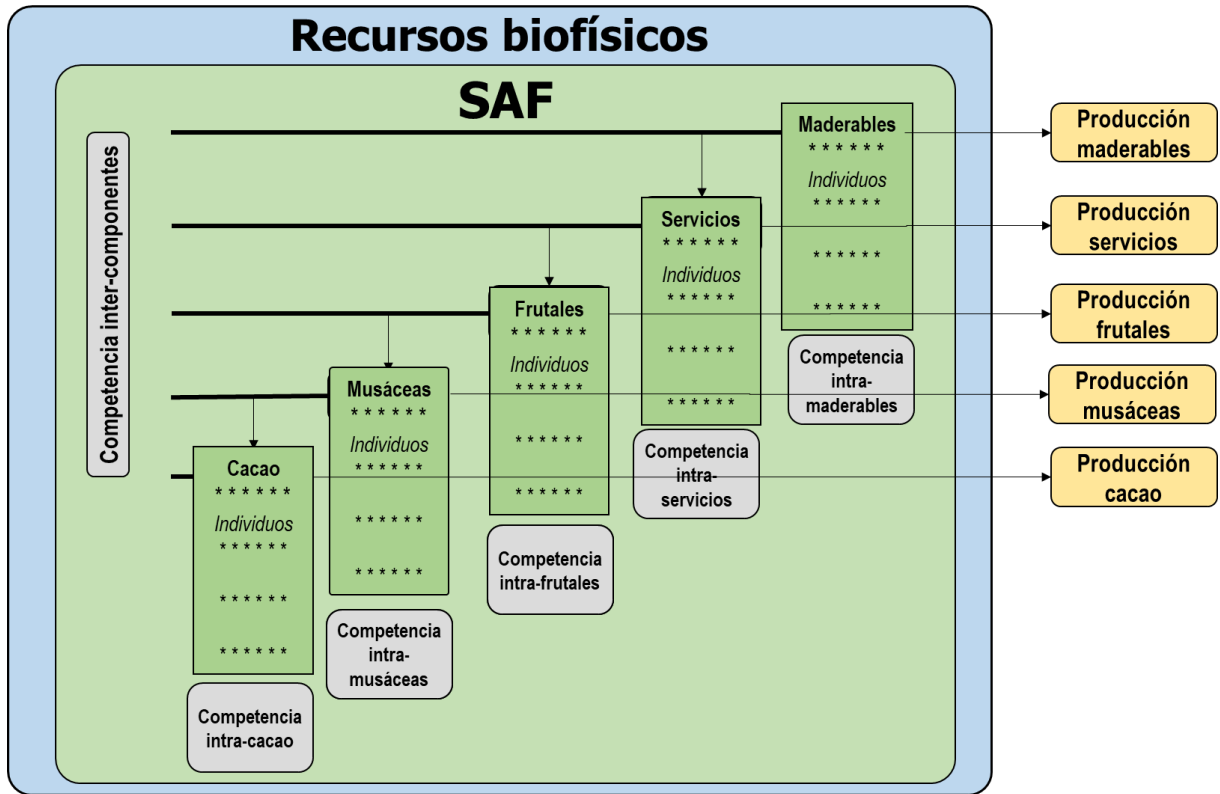 Recursos biofísicos
SAF
Competencia inter-componentes
Maderables
* * * * * *
Individuos
* * * * * *
* * * * * *
* * * * * *
Competencia
intra-
maderables
Servicios
* * * * * *
Individuos
* * * * * *
* * * * * *
* * * * * *
Competencia
intra-
servicios
Frutales
* * * * * *
Individuos
* * * * * *
* * * * * *
* * * * * *
Competencia
intra-frutales
Musáceas
* * * * * *
Individuos
* * * * * *
* * * * * *
* * * * * *
Competencia
intra-
musáceas
Cacao
* * * * * *
Individuos
* * * * * *
* * * * * *
* * * * * *
Competencia
intra-cacao
Producción
maderables
Producción
servicios
Producción
frutales
Producción
musáceas
Producción
cacao